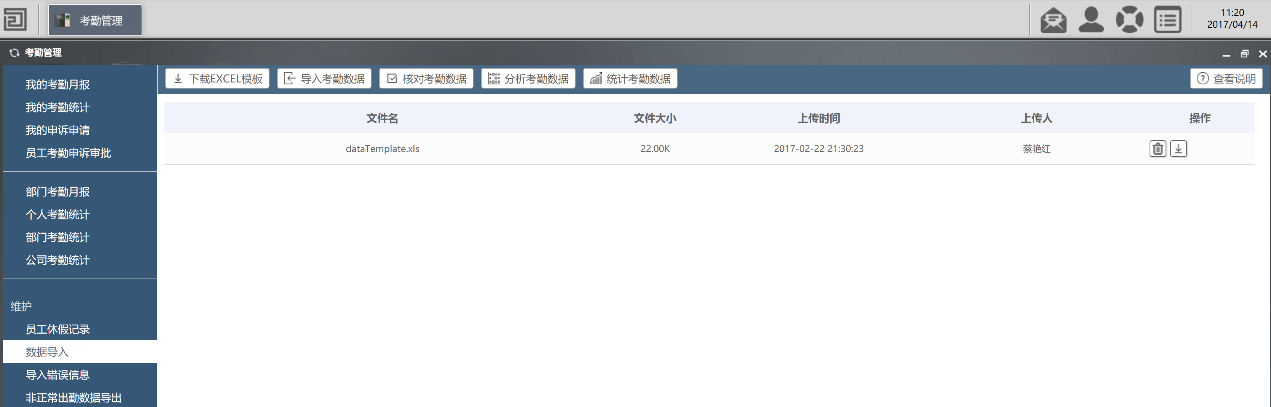 考勤管理
11:20
2017/04/14
考勤管理
我的考勤月报
我的考勤统计
我的申诉申请
员工考勤申诉审批
部门考勤月报
个人考勤统计
部门考勤统计
公司考勤统计
维护
员工休假记录
数据导入
导入错误信息
非正常出勤数据导出
下载EXCEL模板 导入考勤数据 核对考勤数据 分析考勤数据 统计考勤数据 查看说明
文件名 文件大小 上传时间 上传人 操作
dataTemplate.xls 22.00K 2017-02-22 21:30:23 蔡艳红